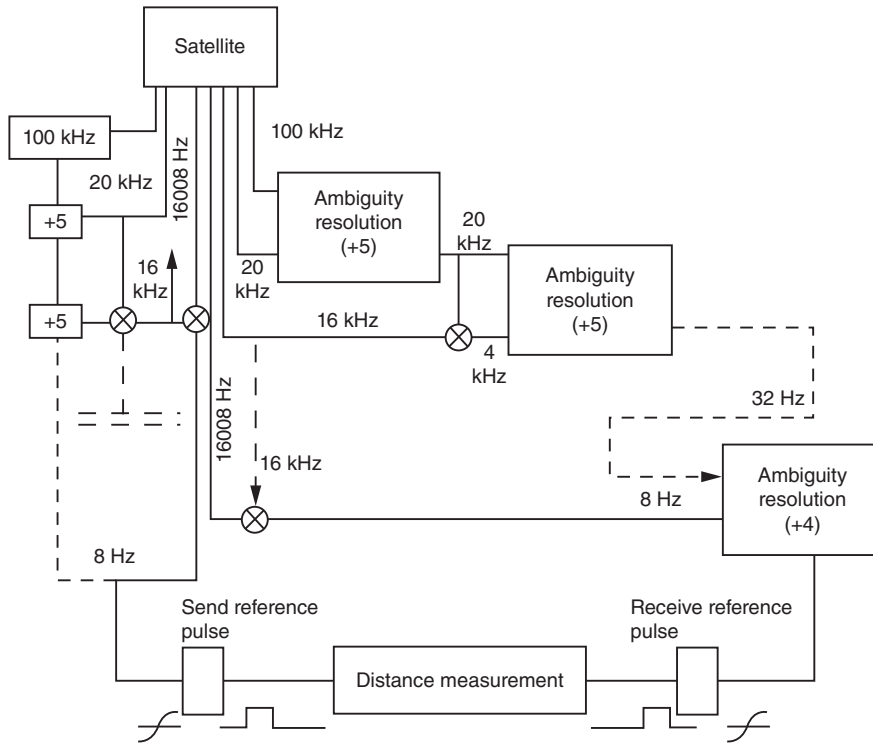 Satellite
100 kHz
100 kHz
20 kHz
16008 Hz
+5
Ambiguity
resolution
(+5)
20
kHz
Ambiguity
resolution
(+5)
16
kHz
20
kHz
+5
16 kHz
4
kHz
32 Hz
16008 Hz
16 kHz
8 Hz
Ambiguity
resolution
(+4)
8 Hz
Send reference
pulse
Receive reference
pulse
Distance measurement